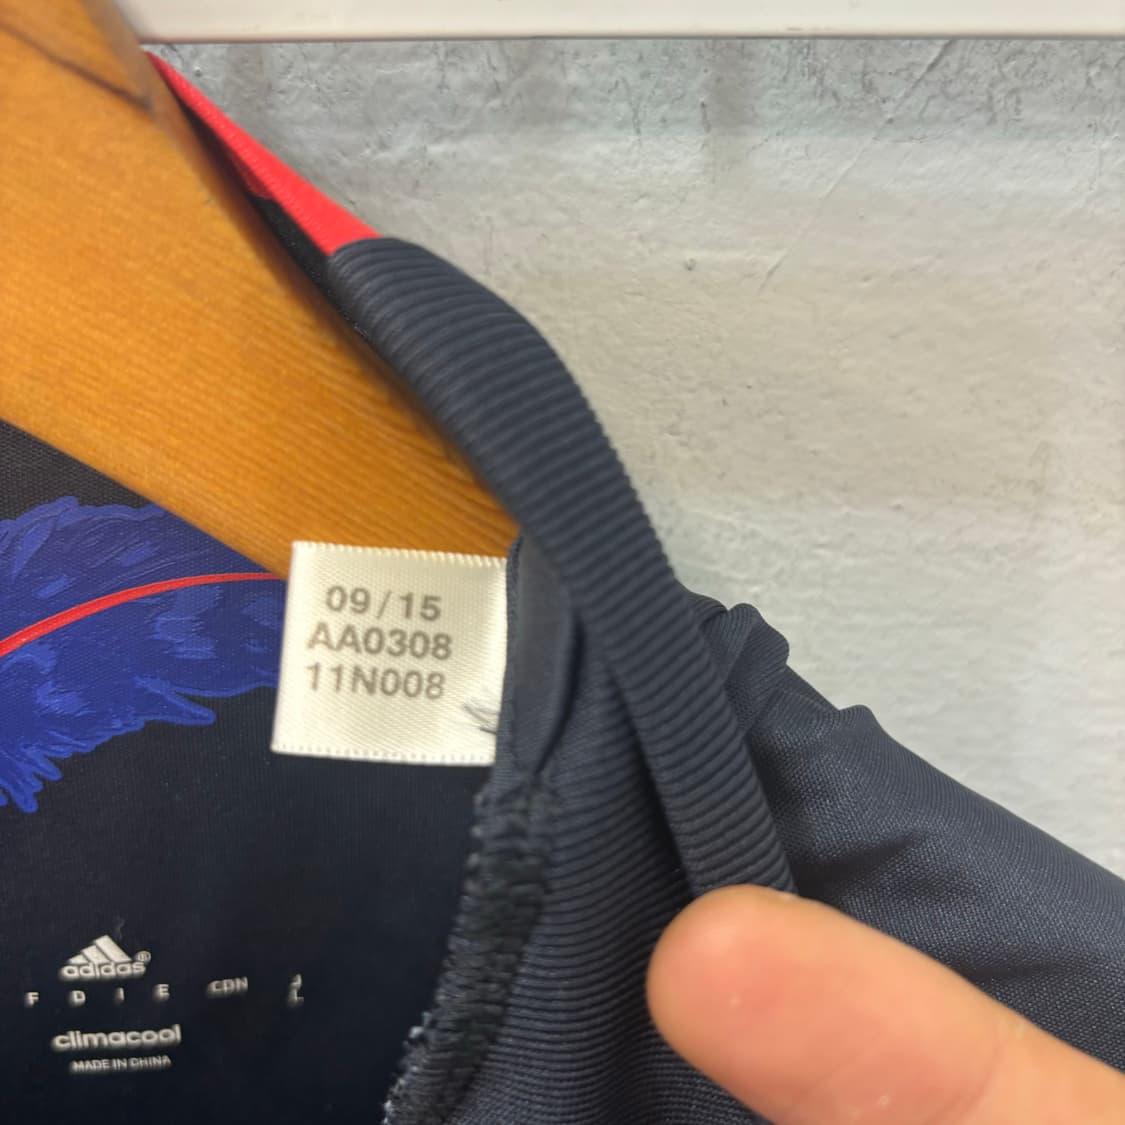 09/15
AA0308
11N008
adidas®
F D I E CDN
climacool
MADE IN CHINA